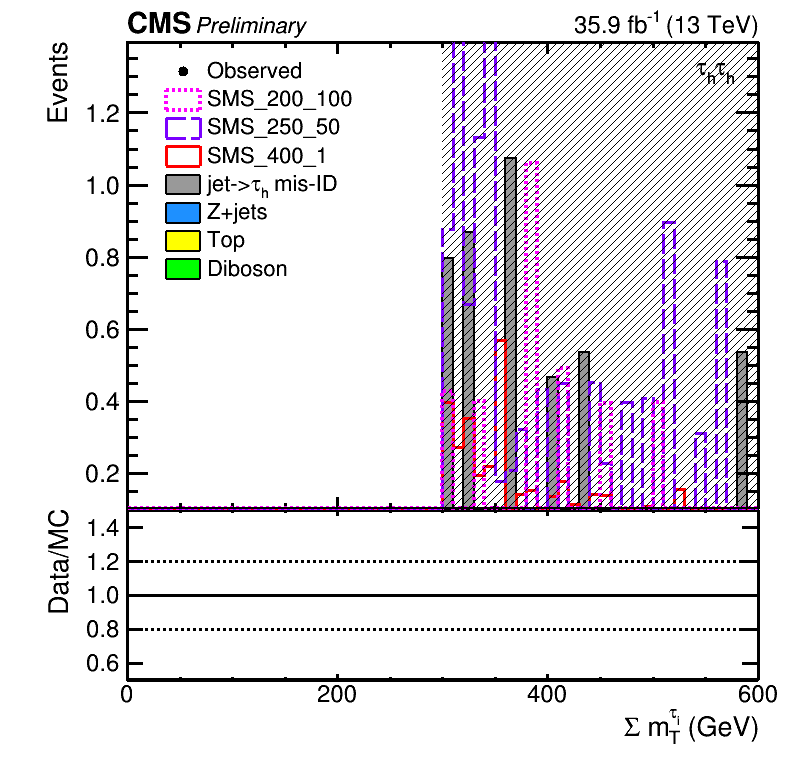 CMS Preliminary 35.9 fb⁻¹ (13 TeV)
Events
τₕτₕ
Observed
SMS_200_100
SMS_250_50
SMS_400_1
jet->τₕ mis-ID
Z+jets
Top
Diboson
1.2
1.0
0.8
0.6
0.4
0.2
Data/MC
1.4
1.2
1.0
0.8
0.6
0 200 400 600
Σ m_T^{τ_i} (GeV)